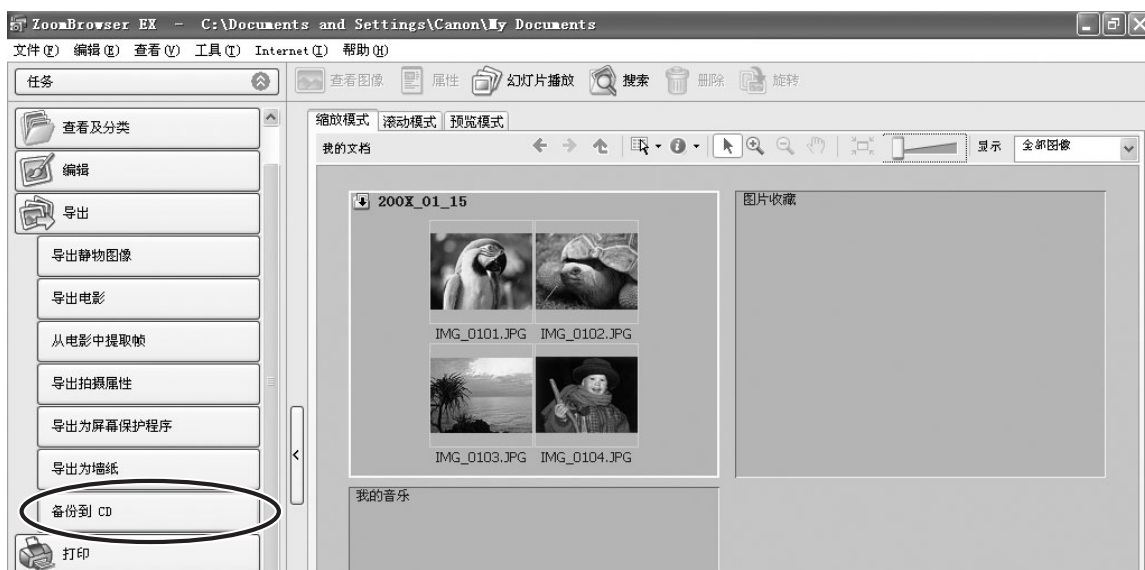 ZoomBrowser EX - C:\Documents and Settings\Canon\My Documents
文件(F) 编辑(E) 查看(V) 工具(T) Internet(I) 帮助(H)
任务
查看图像 属性 幻灯片播放 搜索 删除 旋转
查看及分类
编辑
导出
导出静物图像
导出电影
从电影中提取帧
导出拍摄属性
导出为屏幕保护程序
导出为墙纸
备份到 CD
打印
缩放模式 滚动模式 预览模式
我的文档
显示 全部图像
200X_01_15
IMG_0101.JPG IMG_0102.JPG
IMG_0103.JPG IMG_0104.JPG
图片收藏
我的音乐